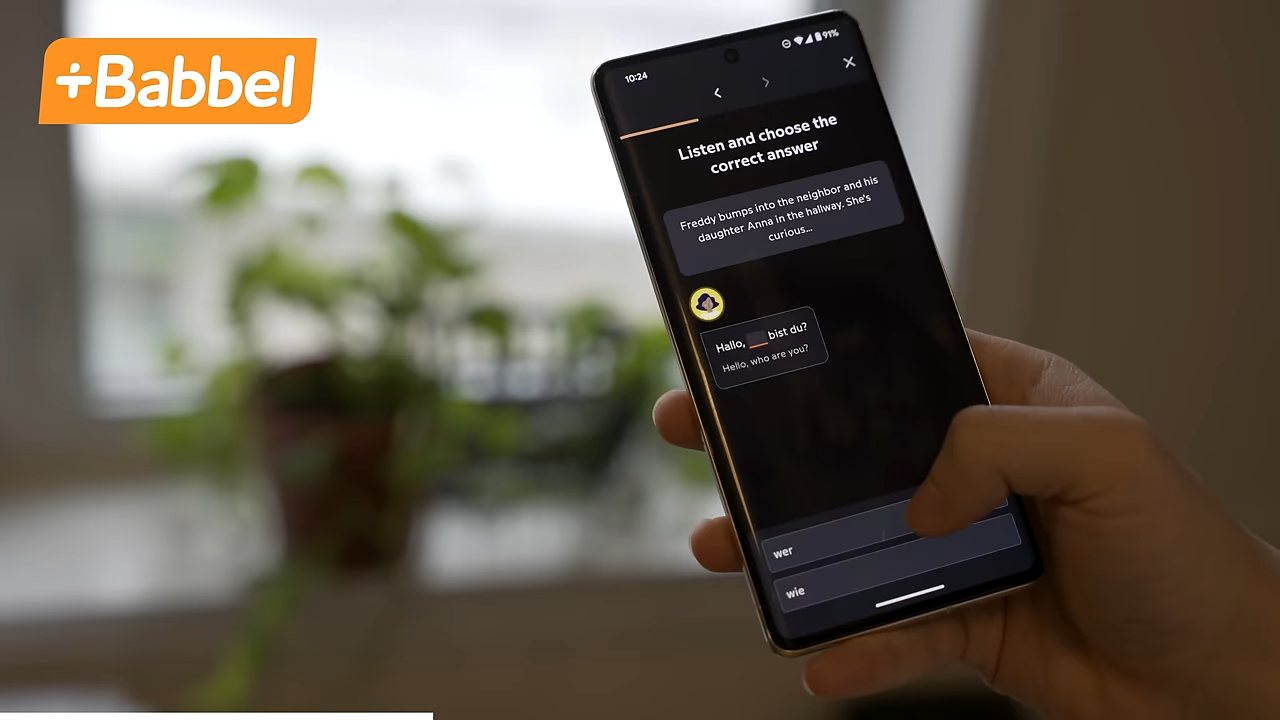 +Babbel
10:24
91%
Listen and choose the
correct answer
Freddy bumps into the neighbor and his
daughter Anna in the hallway. She's
curious...
Hallo, __ bist du?
Hello, who are you?
wer
wie